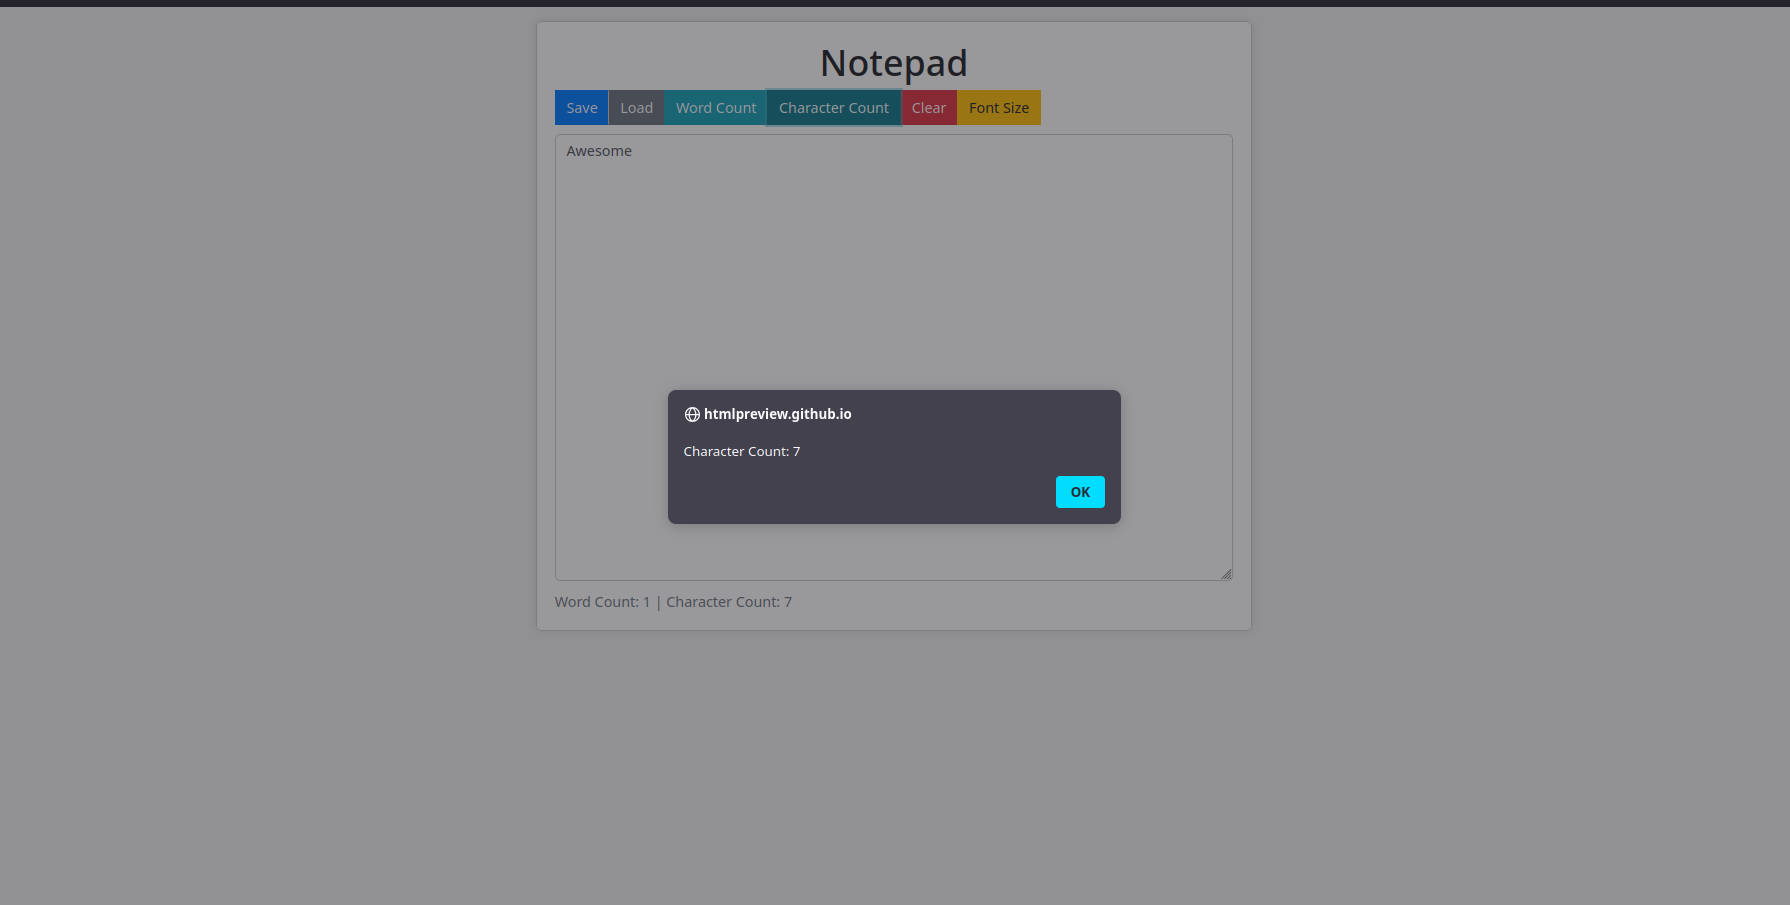 Notepad
Save Load Word Count Character Count Clear Font Size
Awesome
htmlpreview.github.io
Character Count: 7
OK
Word Count: 1 | Character Count: 7